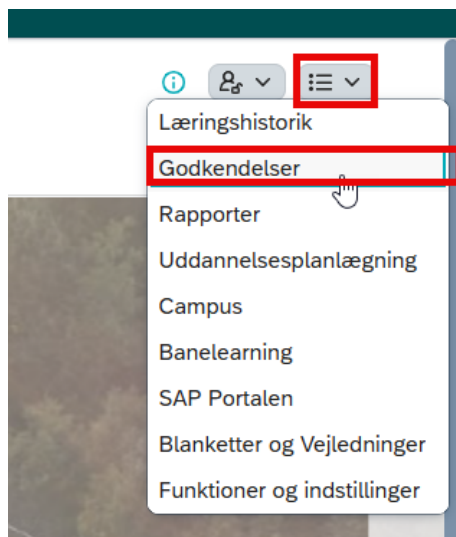 Læringshistorik
Godkendelser
Rapporter
Uddannelsesplanlægning
Campus
Banelearning
SAP Portalen
Blanketter og Vejledninger
Funktioner og indstillinger